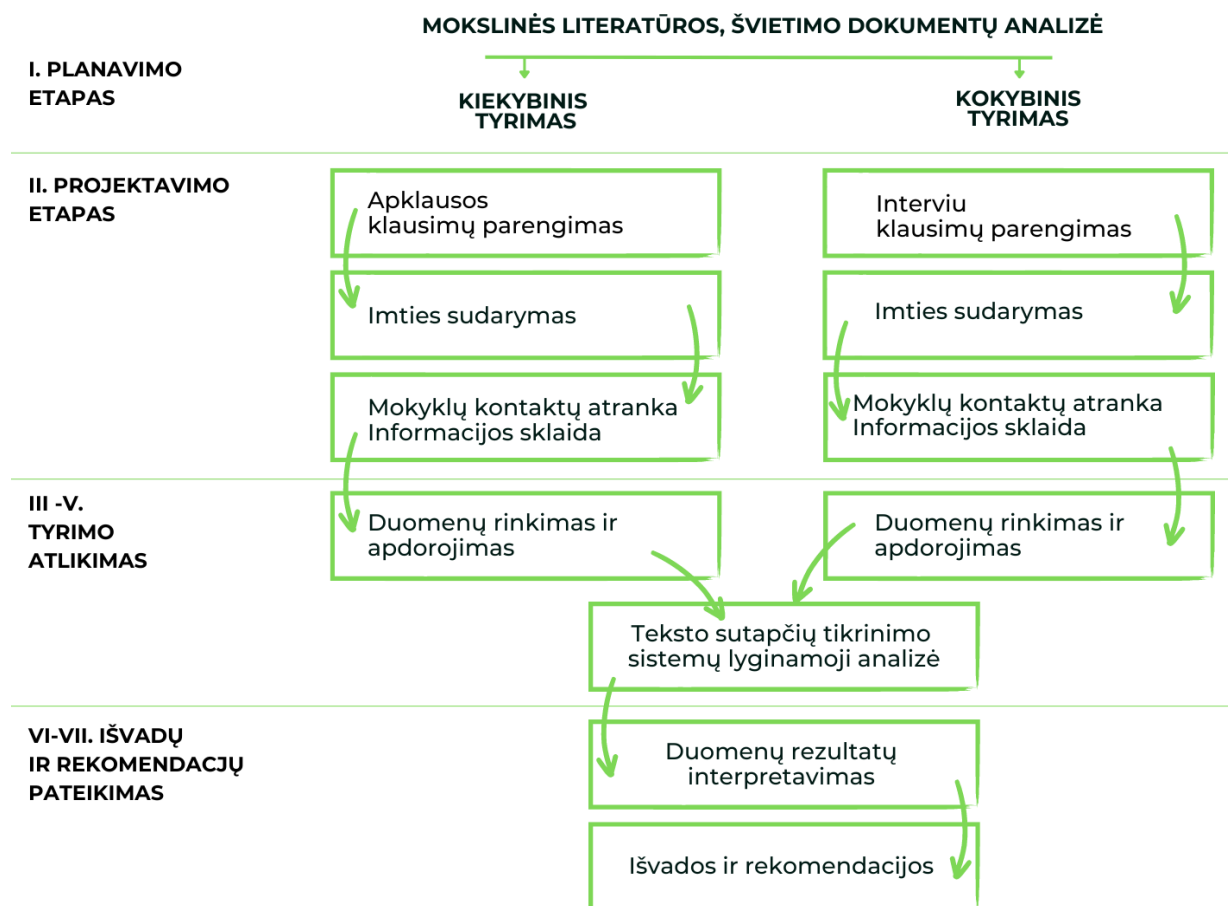 MOKSLINĖS LITERATŪROS, ŠVIETIMO DOKUMENTŲ ANALIZĖ
I. PLANAVIMO
ETAPAS
KIEKYBINIS
TYRIMAS
KOKYBINIS
TYRIMAS
II. PROJEKTAVIMO
ETAPAS
Apklausos
klausimų parengimas
Interviu
klausimų parengimas
Imties sudarymas
Imties sudarymas
Mokyklų kontaktų atranka
Informacijos sklaida
Mokyklų kontaktų atranka
Informacijos sklaida
III -V.
TYRIMO
ATLIKIMAS
Duomenų rinkimas ir
apdorojimas
Duomenų rinkimas ir
apdorojimas
Teksto sutapčių tikrinimo
sistemų lyginamoji analizė
VI-VII. IŠVADŲ
IR REKOMENDACJŲ
PATEIKIMAS
Duomenų rezultatų
interpretavimas
Išvados ir rekomendacijos